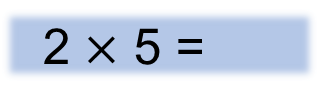 2 × 5 =